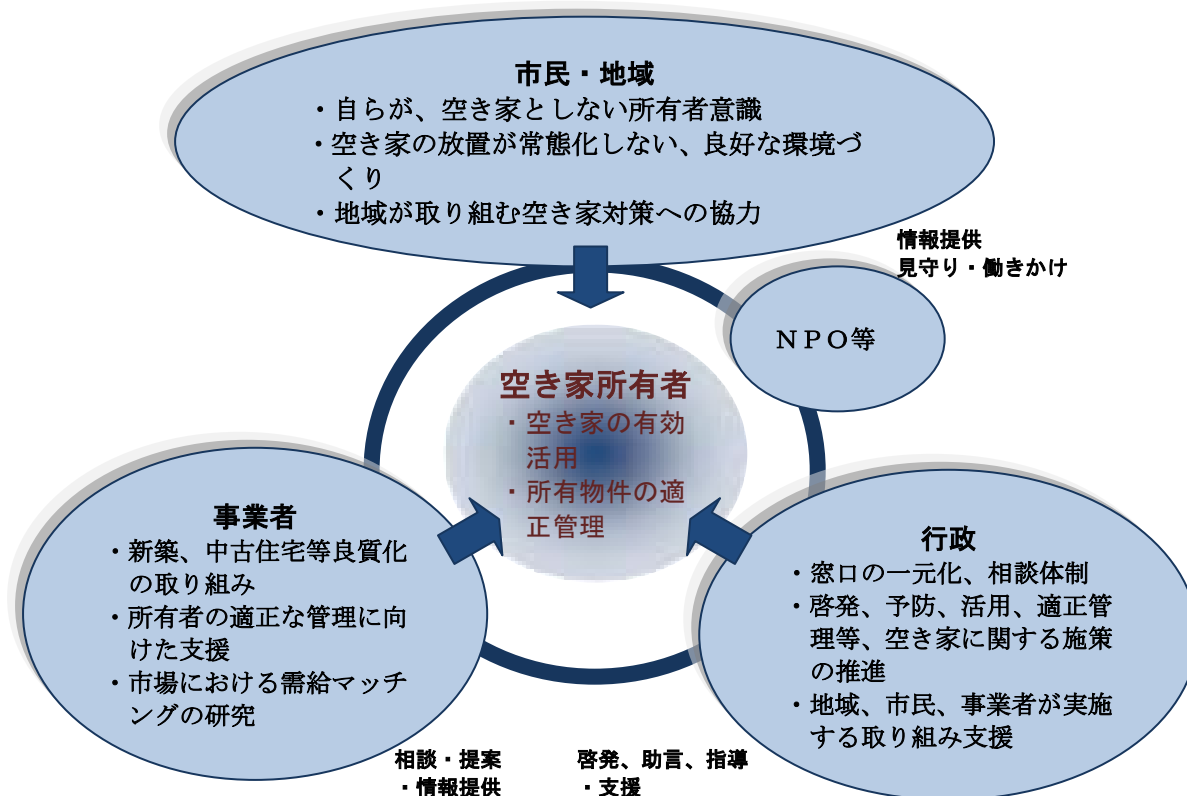 市民・地域
・自らが、空き家としない所有者意識
・空き家の放置が常態化しない、良好な環境づ
くり
・地域が取り組む空き家対策への協力
情報提供
見守り・働きかけ
ＮＰＯ等
空き家所有者
・空き家の有効
活用
・所有物件の適
正管理
事業者
・新築、中古住宅等良質化
の取り組み
・所有者の適正な管理に向
けた支援
・市場における需給マッチ
ングの研究
行政
・窓口の一元化、相談体制
・啓発、予防、活用、適正管
理等、空き家に関する施策
の推進
・地域、市民、事業者が実施
する取り組み支援
相談・提案
・情報提供
啓発、助言、指導
・支援